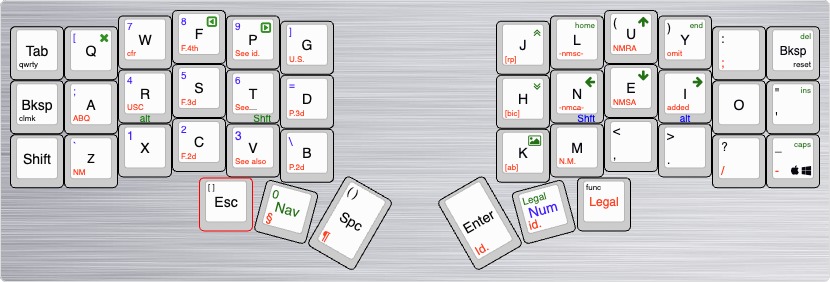 Tab
qwrty
[
Q
7
W
cfr
8
F
F.4th
9
P
See id.
]
G
U.S.
J
[rp]
home
L
-nmsc-
(
U
NMRA
) end
Y
omit
:
;
del
Bksp
reset
Bksp
clmk
;
A
ABQ
4
R
USC
alt
5
S
F.3d
6
T
See,...
Shft
=
D
P.3d
H
[bic]
N
-nmca-
Shft
E
NMSA
I
added
alt
O
" ins
'
Shift
`
Z
NM
1
X
2
C
F.2d
3
V
See also
\
B
P.2d
K
[ab]
M
N.M.
<
,
>
.
?
/
_ caps
-
[ ]
Esc
0
Nav
§
()
Spc
¶
Enter
Id.
Legal
Num
id.
func
Legal